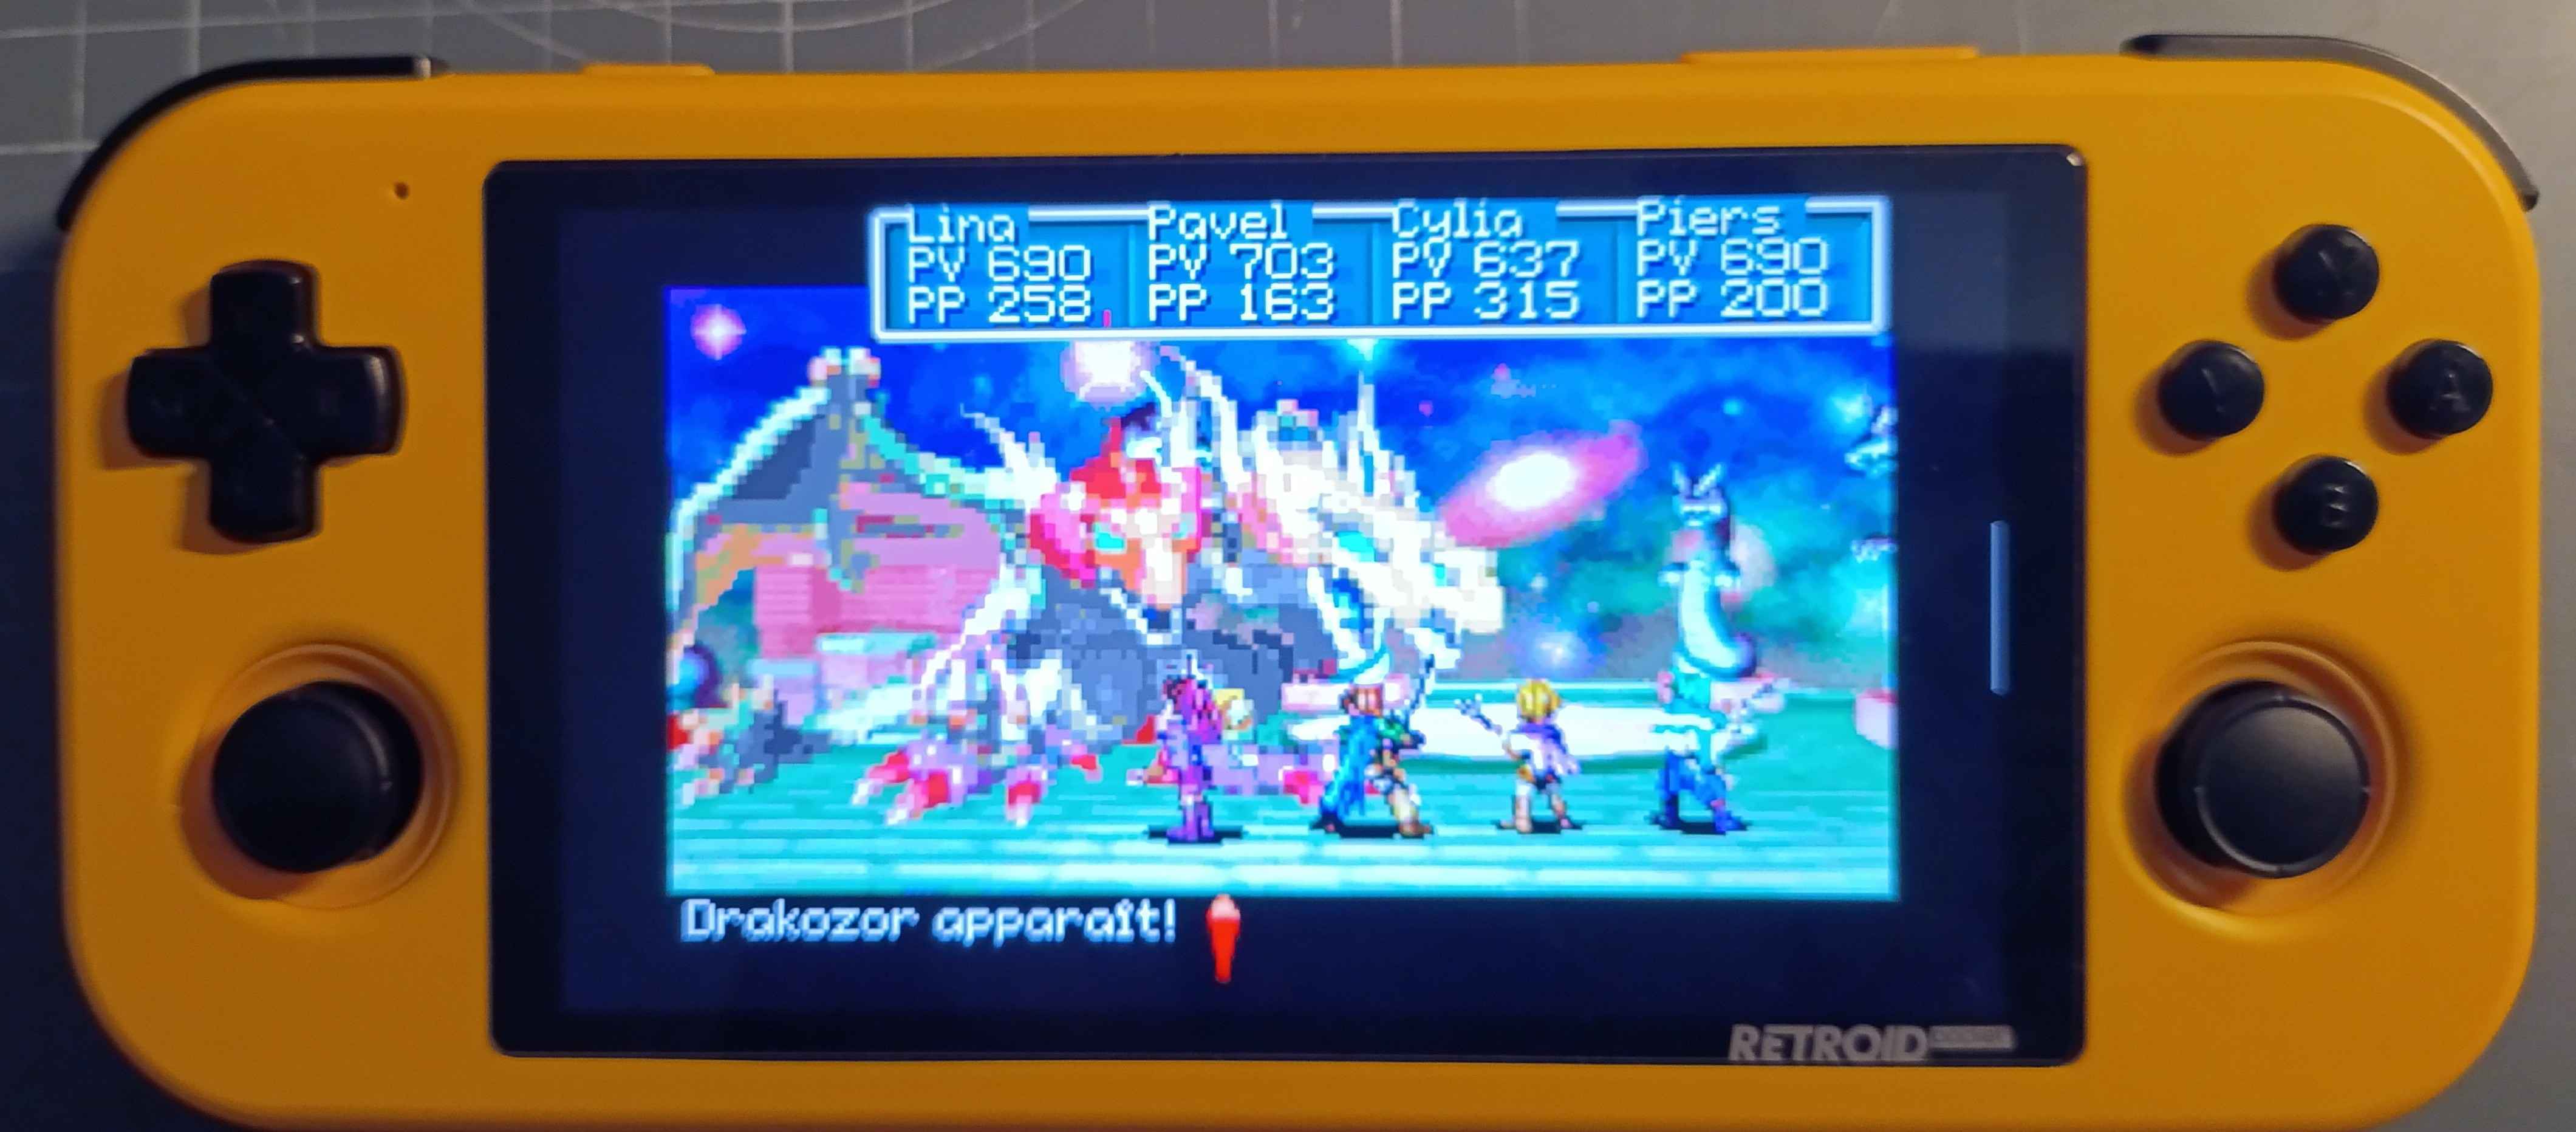 Lina Pavel Cylia Piers
PV 690 PV 703 PV 637 PV 690
PP 258 PP 163 PP 315 PP 200
X
Y A
B
Drakozor apparaît!
RETROID